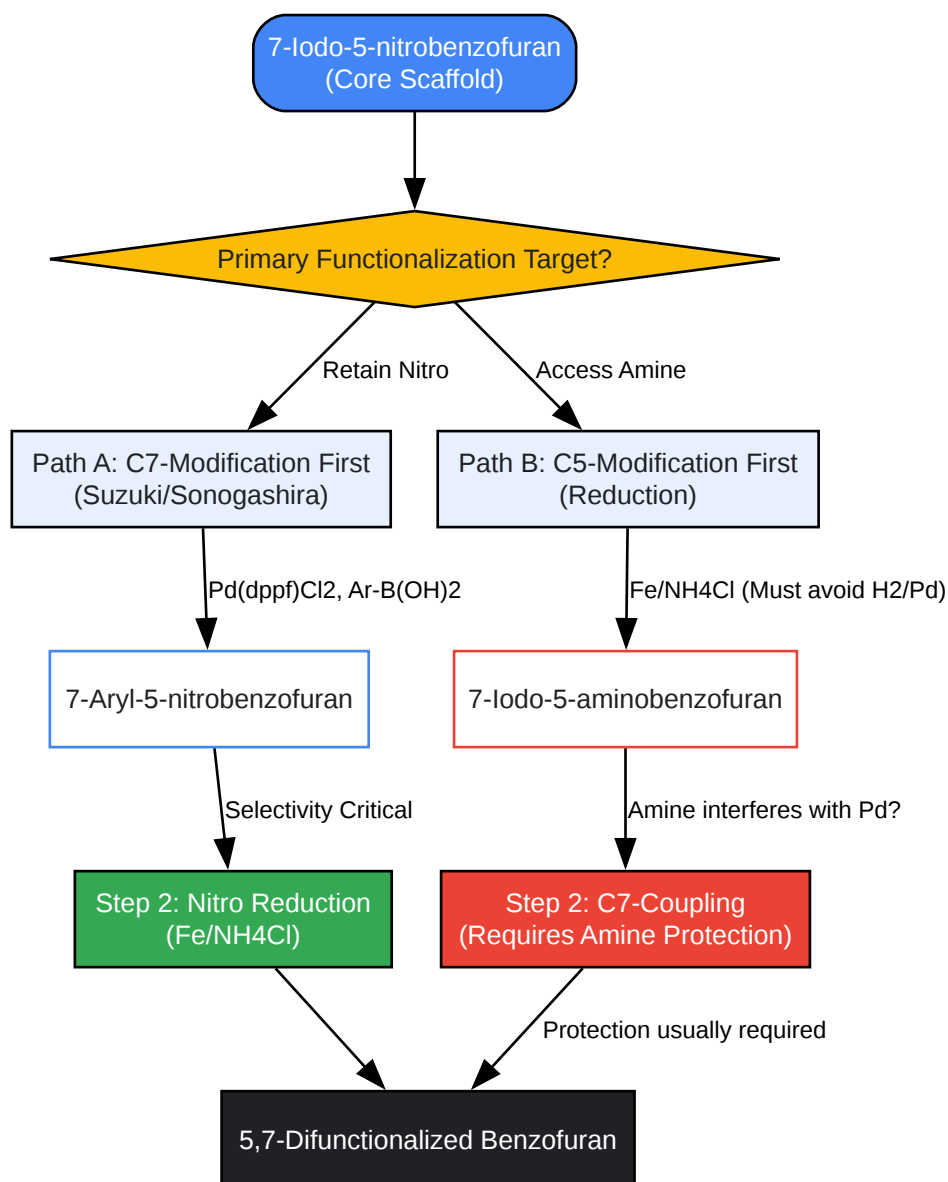 7-Iodo-5-nitrobenzofuran
(Core Scaffold)
Primary Functionalization Target?
Retain Nitro
Access Amine
Path A: C7-Modification First
(Suzuki/Sonogashira)
Path B: C5-Modification First
(Reduction)
Pd(dppf)Cl2, Ar-B(OH)2
Fe/NH4Cl (Must avoid H2/Pd)
7-Aryl-5-nitrobenzofuran
7-Iodo-5-aminobenzofuran
Selectivity Critical
Amine interferes with Pd?
Step 2: Nitro Reduction
(Fe/NH4Cl)
Step 2: C7-Coupling
(Requires Amine Protection)
Protection usually required
5,7-Difunctionalized Benzofuran